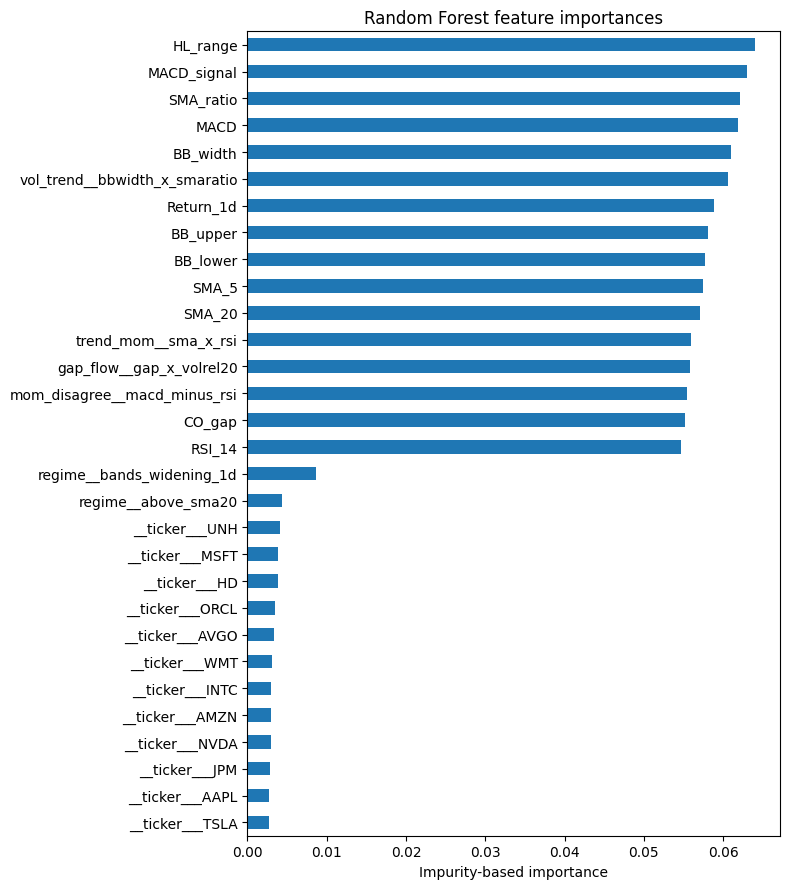 Random Forest feature importances
HL_range
MACD_signal
SMA_ratio
MACD
BB_width
vol_trend__bbwidth_x_smaratio
Return_1d
BB_upper
BB_lower
SMA_5
SMA_20
trend_mom__sma_x_rsi
gap_flow__gap_x_volrel20
mom_disagree__macd_minus_rsi
CO_gap
RSI_14
regime__bands_widening_1d
regime__above_sma20
__ticker___UNH
__ticker___MSFT
__ticker___HD
__ticker___ORCL
__ticker___AVGO
__ticker___WMT
__ticker___INTC
__ticker___AMZN
__ticker___NVDA
__ticker___JPM
__ticker___AAPL
__ticker___TSLA
0.00 0.01 0.02 0.03 0.04 0.05 0.06
Impurity-based importance